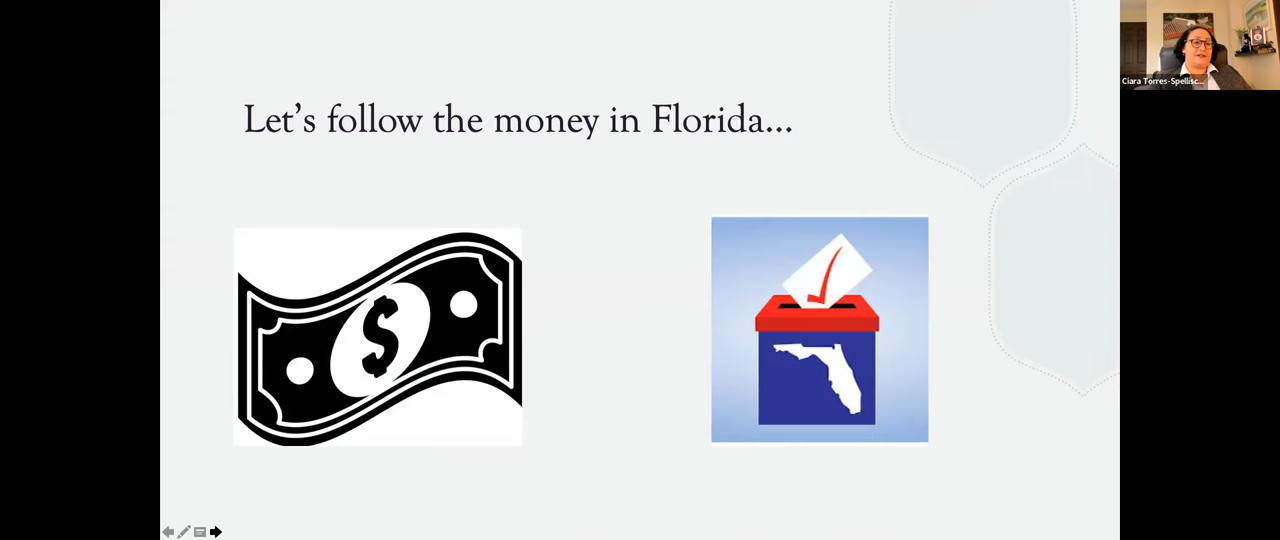 Let's follow the money in Florida...
$
Ciara Torres-Spellisc...